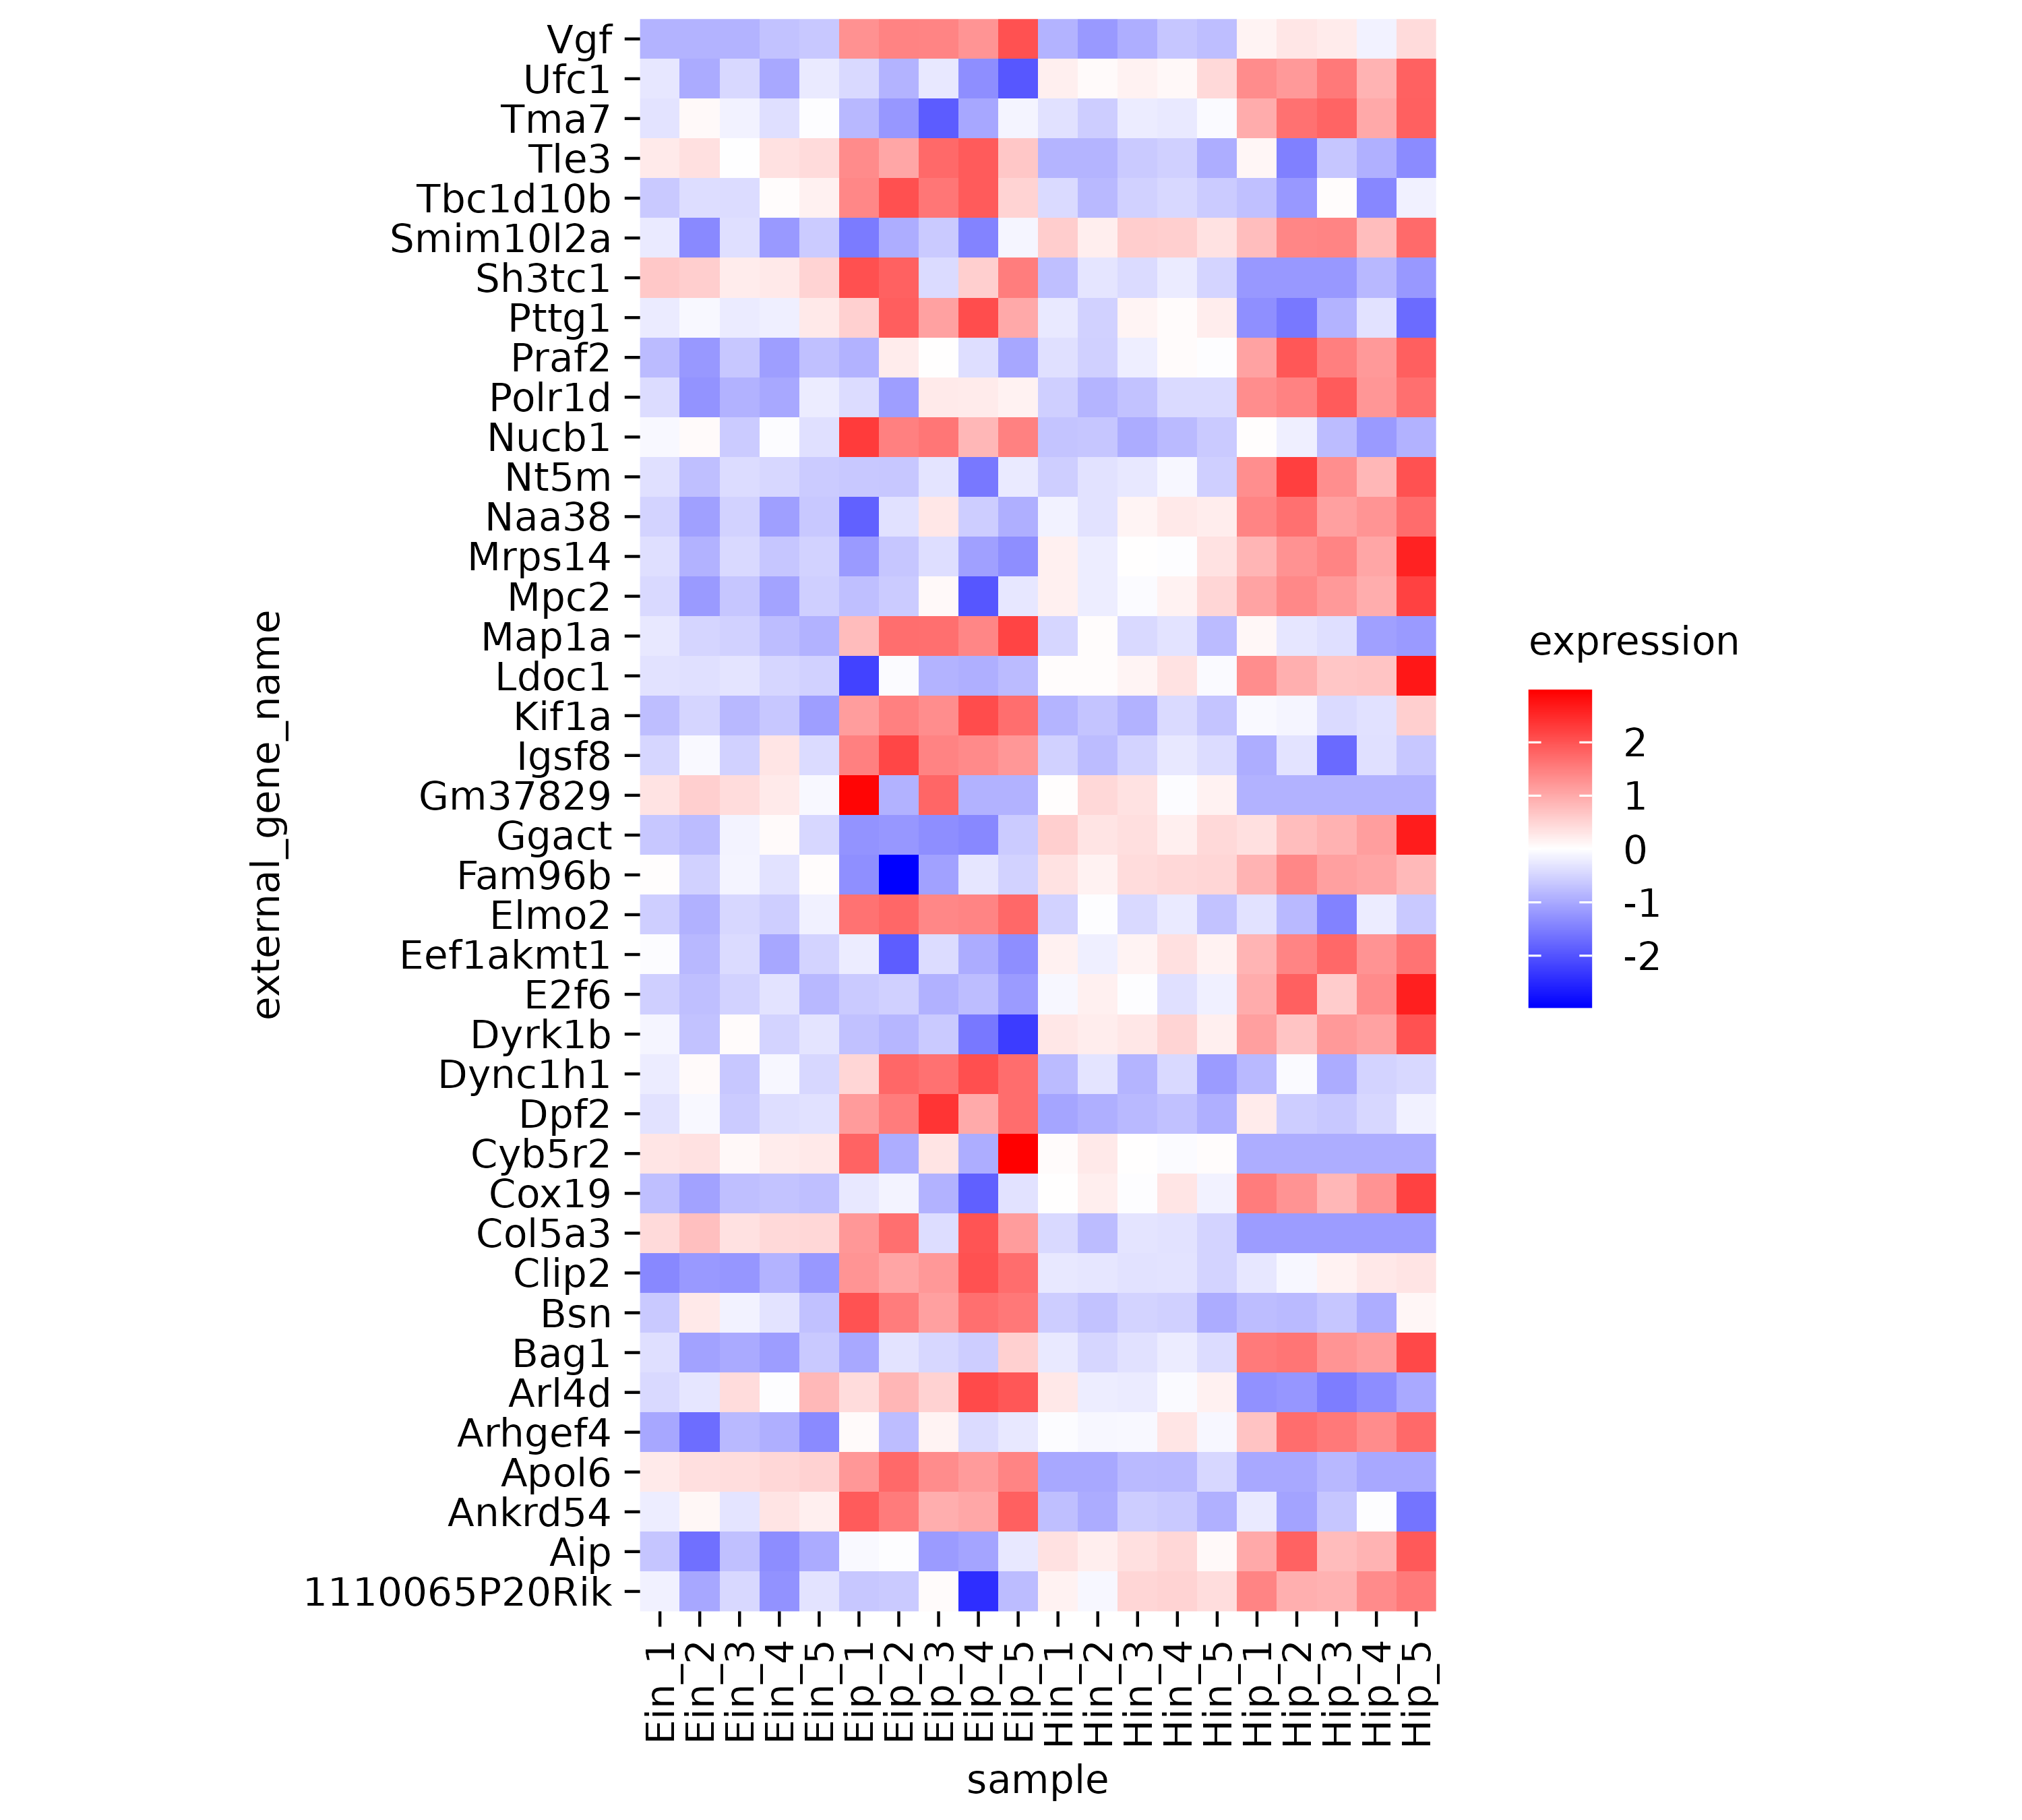 Vgf
Ufc1
Tma7
Tle3
Tbc1d10b
Smim10l2a
Sh3tc1
Pttg1
Praf2
Polr1d
Nucb1
Nt5m
Naa38
Mrps14
Mpc2
Map1a
Ldoc1
Kif1a
Igsf8
Gm37829
Ggact
Fam96b
Elmo2
Eef1akmt1
E2f6
Dyrk1b
Dync1h1
Dpf2
Cyb5r2
Cox19
Col5a3
Clip2
Bsn
Bag1
Arl4d
Arhgef4
Apol6
Ankrd54
Aip
1110065P20Rik
external_gene_name
Ein_1
Ein_2
Ein_3
Ein_4
Ein_5
Eip_1
Eip_2
Eip_3
Eip_4
Eip_5
Hin_1
Hin_2
Hin_3
Hin_4
Hin_5
Hip_1
Hip_2
Hip_3
Hip_4
Hip_5
sample
expression
2
1
0
-1
-2